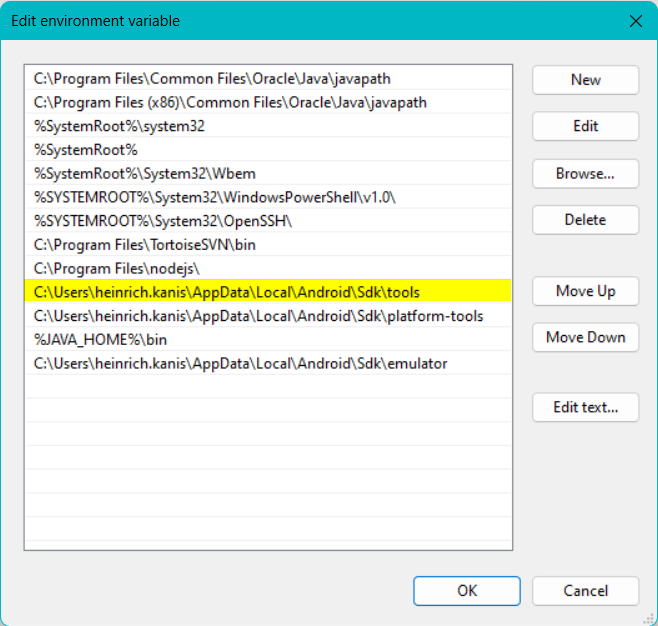 Edit environment variable
C:\Program Files\Common Files\Oracle\Java\javapath
C:\Program Files (x86)\Common Files\Oracle\Java\javapath
%SystemRoot%\system32
%SystemRoot%
%SystemRoot%\System32\Wbem
%SYSTEMROOT%\System32\WindowsPowerShell\v1.0\
%SYSTEMROOT%\System32\OpenSSH\
C:\Program Files\TortoiseSVN\bin
C:\Program Files\nodejs\
C:\Users\heinrich.kanis\AppData\Local\Android\Sdk\tools
C:\Users\heinrich.kanis\AppData\Local\Android\Sdk\platform-tools
%JAVA_HOME%\bin
C:\Users\heinrich.kanis\AppData\Local\Android\Sdk\emulator
New
Edit
Browse...
Delete
Move Up
Move Down
Edit text...
OK
Cancel